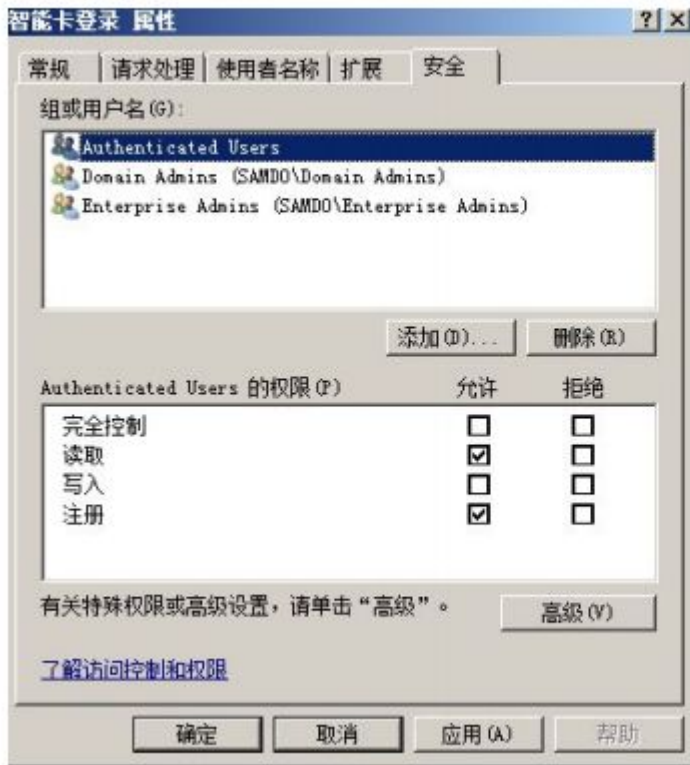 智能卡登录 属性
常规 请求处理 使用者名称 扩展 安全
组或用户名(G):
Authenticated Users
Domain Admins (SAMDO\Domain Admins)
Enterprise Admins (SAMDO\Enterprise Admins)
添加(D)... 删除(R)
Authenticated Users 的权限(P) 允许 拒绝
完全控制
读取
写入
注册
有关特殊权限或高级设置，请单击“高级”。 高级(V)
了解访问控制和权限
确定 取消 应用(A) 帮助